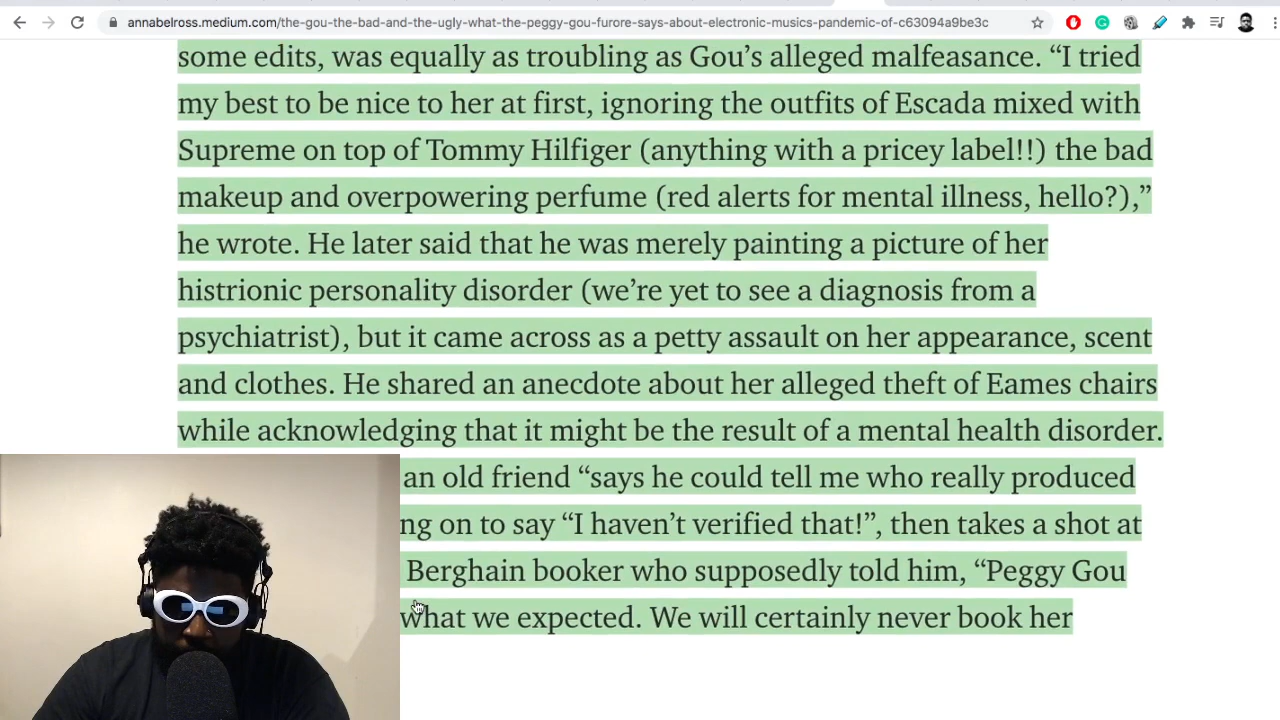 annabelross.medium.com/the-gou-the-bad-and-the-ugly-what-the-peggy-gou-furore-says-about-electronic-musics-pandemic-of-c63094a9be3c
some edits, was equally as troubling as Gou’s alleged malfeasance. “I tried
my best to be nice to her at first, ignoring the outfits of Escada mixed with
Supreme on top of Tommy Hilfiger (anything with a pricey label!!) the bad
makeup and overpowering perfume (red alerts for mental illness, hello?),”
he wrote. He later said that he was merely painting a picture of her
histrionic personality disorder (we’re yet to see a diagnosis from a
psychiatrist), but it came across as a petty assault on her appearance, scent
and clothes. He shared an anecdote about her alleged theft of Eames chairs
while acknowledging that it might be the result of a mental health disorder.
an old friend “says he could tell me who really produced
ng on to say “I haven’t verified that!”, then takes a shot at
Berghain booker who supposedly told him, “Peggy Gou
what we expected. We will certainly never book her